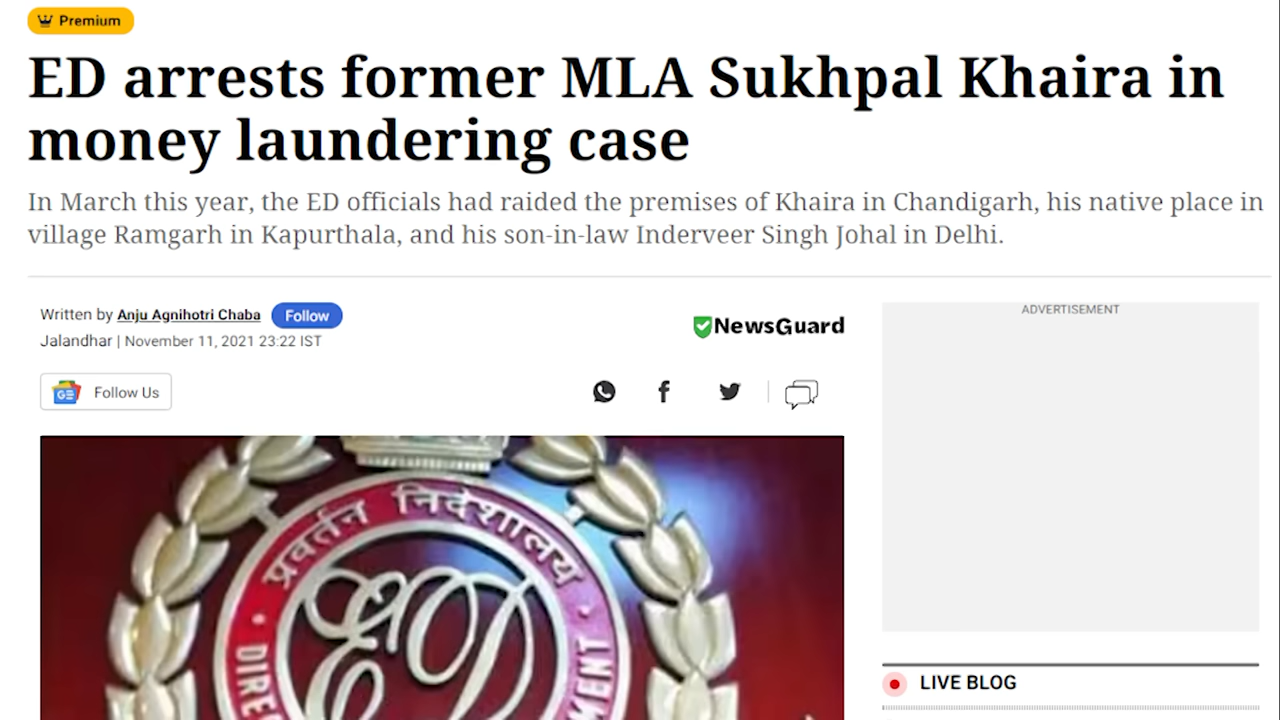 Premium
ED arrests former MLA Sukhpal Khaira in
money laundering case
In March this year, the ED officials had raided the premises of Khaira in Chandigarh, his native place in
village Ramgarh in Kapurthala, and his son-in-law Inderveer Singh Johal in Delhi.
Written by Anju Agnihotri Chaba Follow
Jalandhar | November 11, 2021 23:22 IST
NewsGuard
ADVERTISEMENT
GE Follow Us
प्रवर्तन निदेशालय
ED
LIVE BLOG